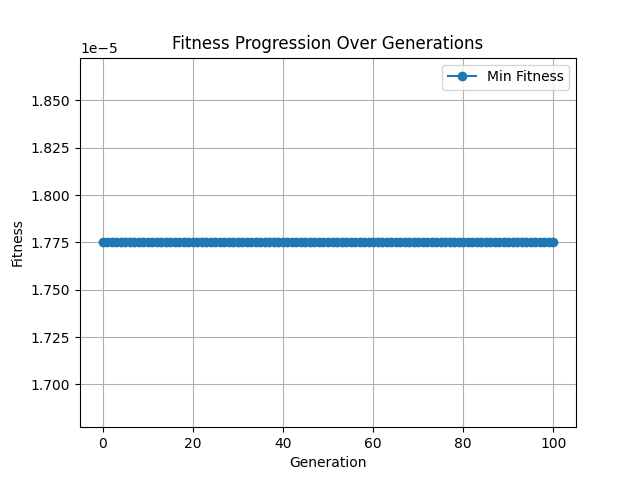 Fitness Progression Over Generations
1e−5
Min Fitness
1.850
1.825
1.800
1.775
1.750
1.725
1.700
Fitness
0 20 40 60 80 100
Generation